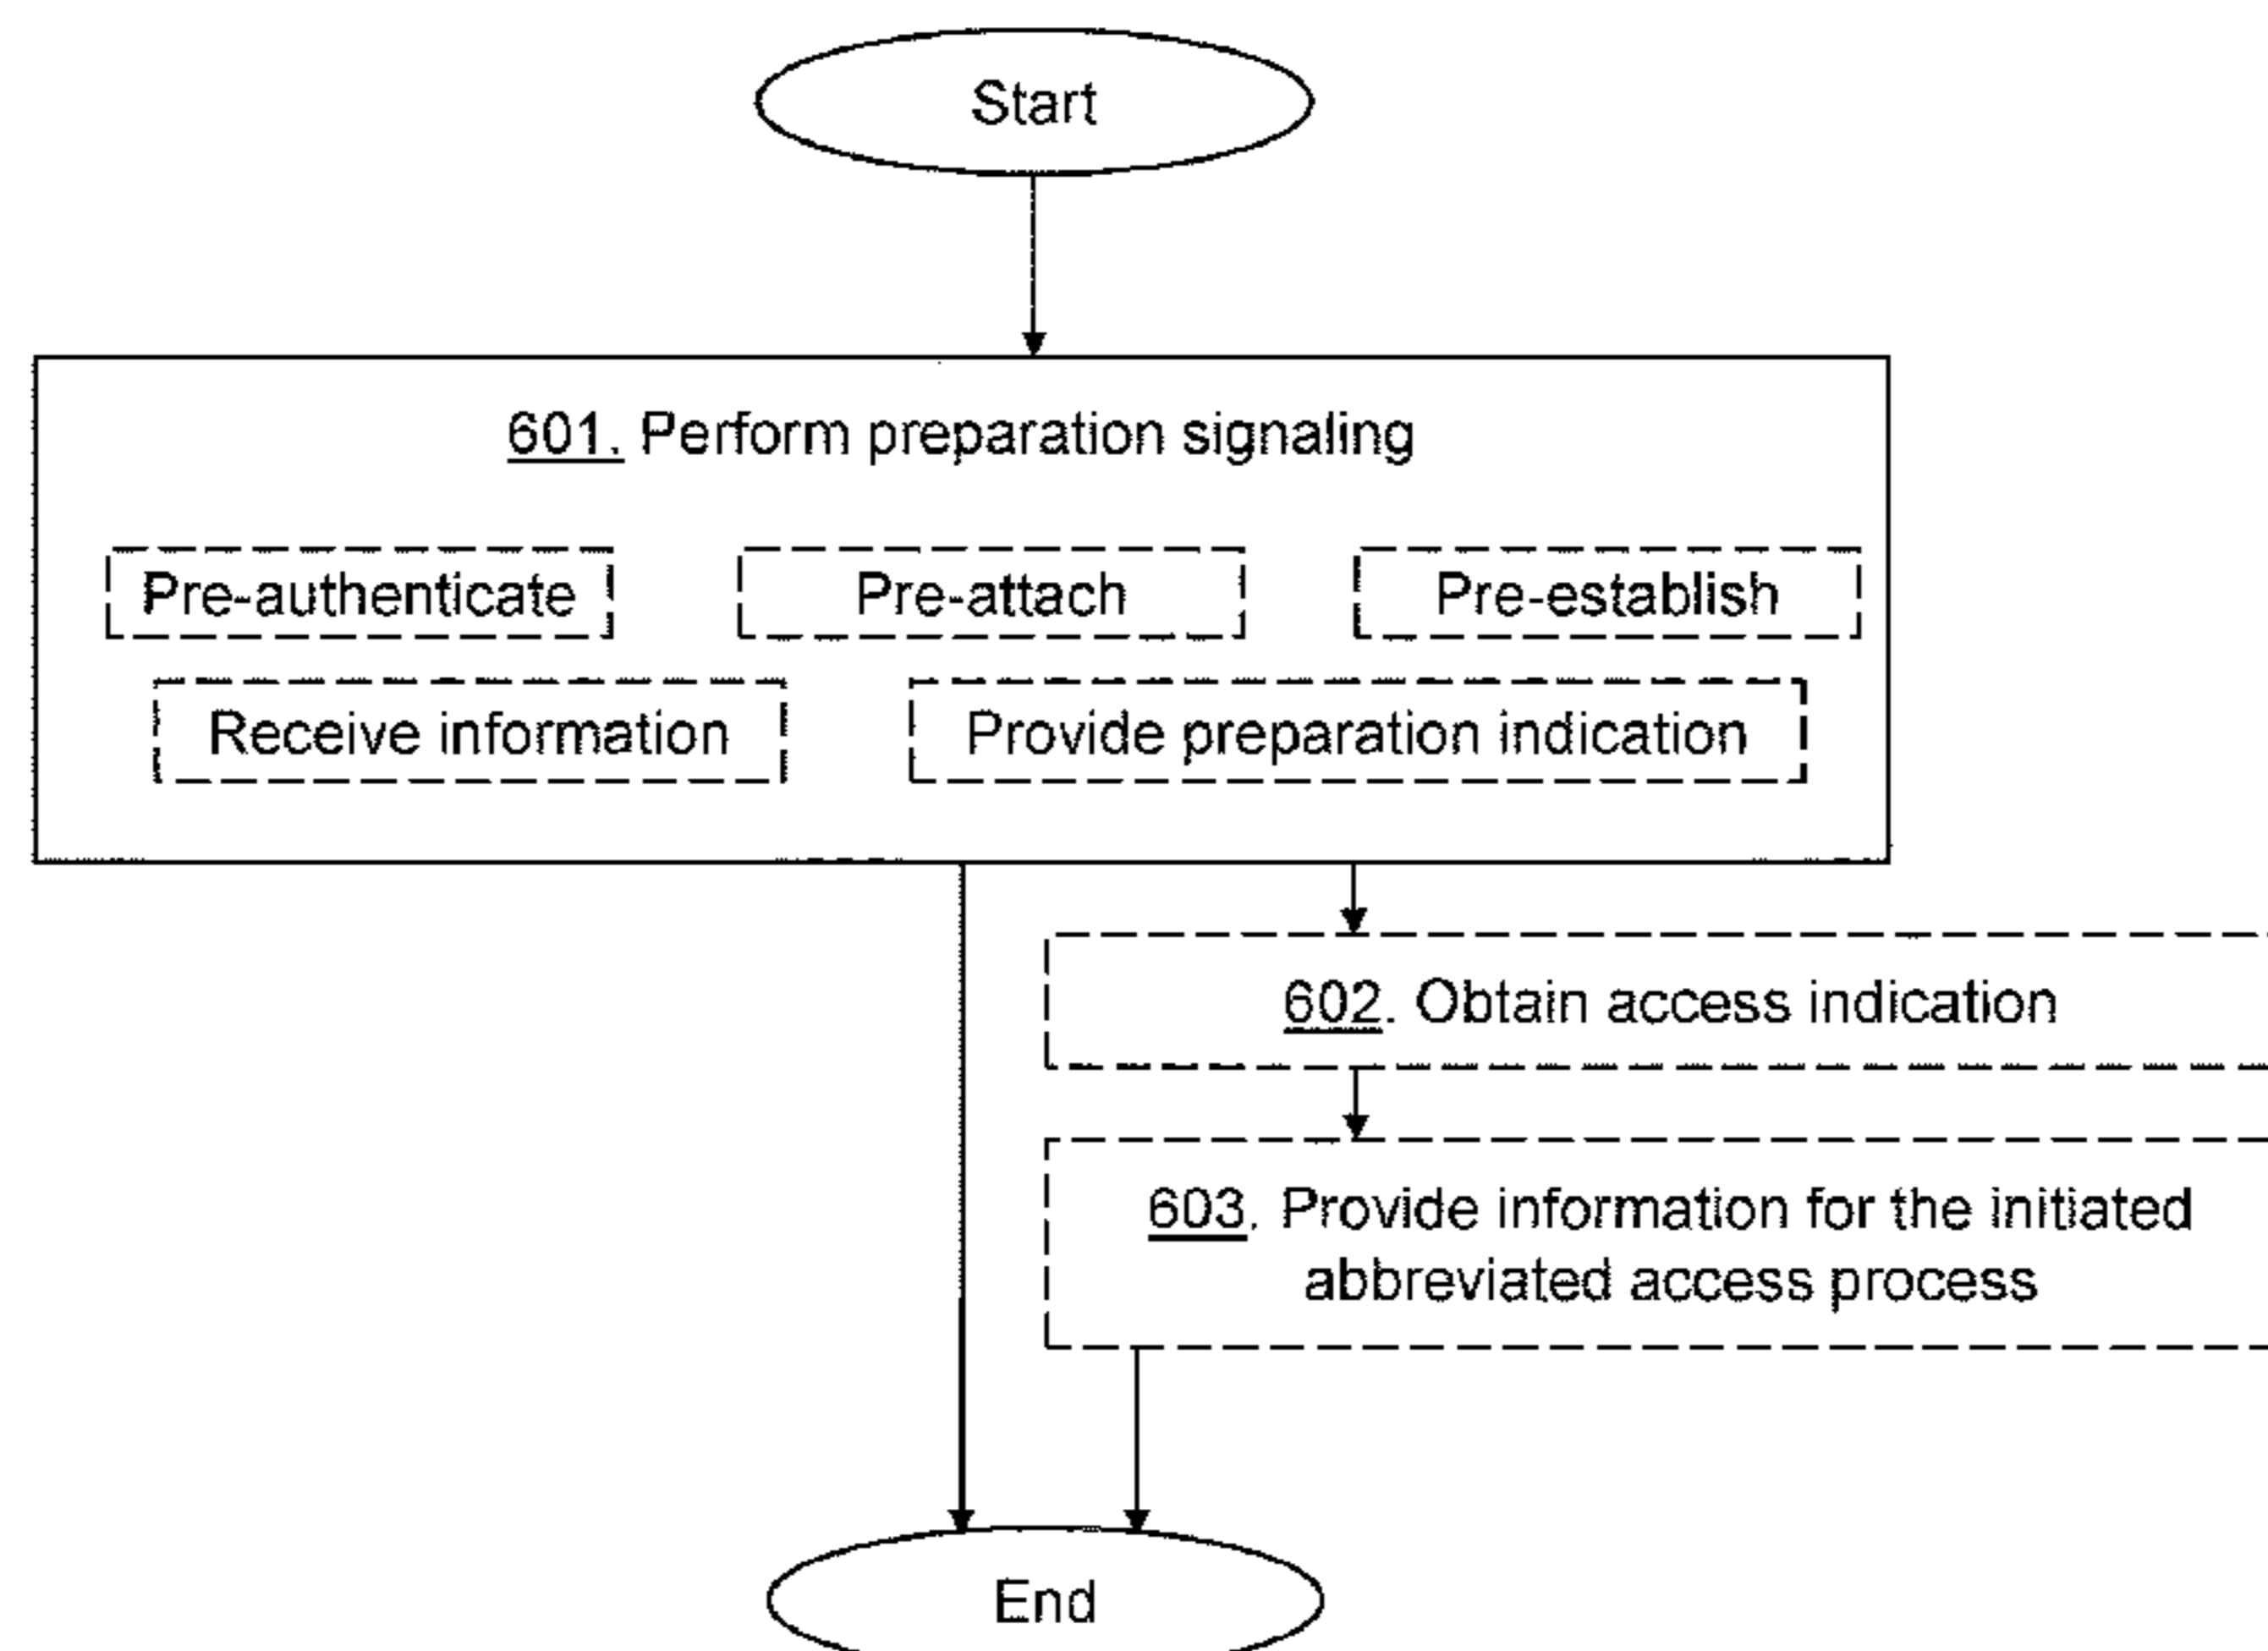 Start
601. Perform preparation signaling
Pre-authenticate
Pre-attach
Pre-establish
Receive information
Provide preparation indication
602. Obtain access indication
603. Provide information for the initiated
abbreviated access process
End